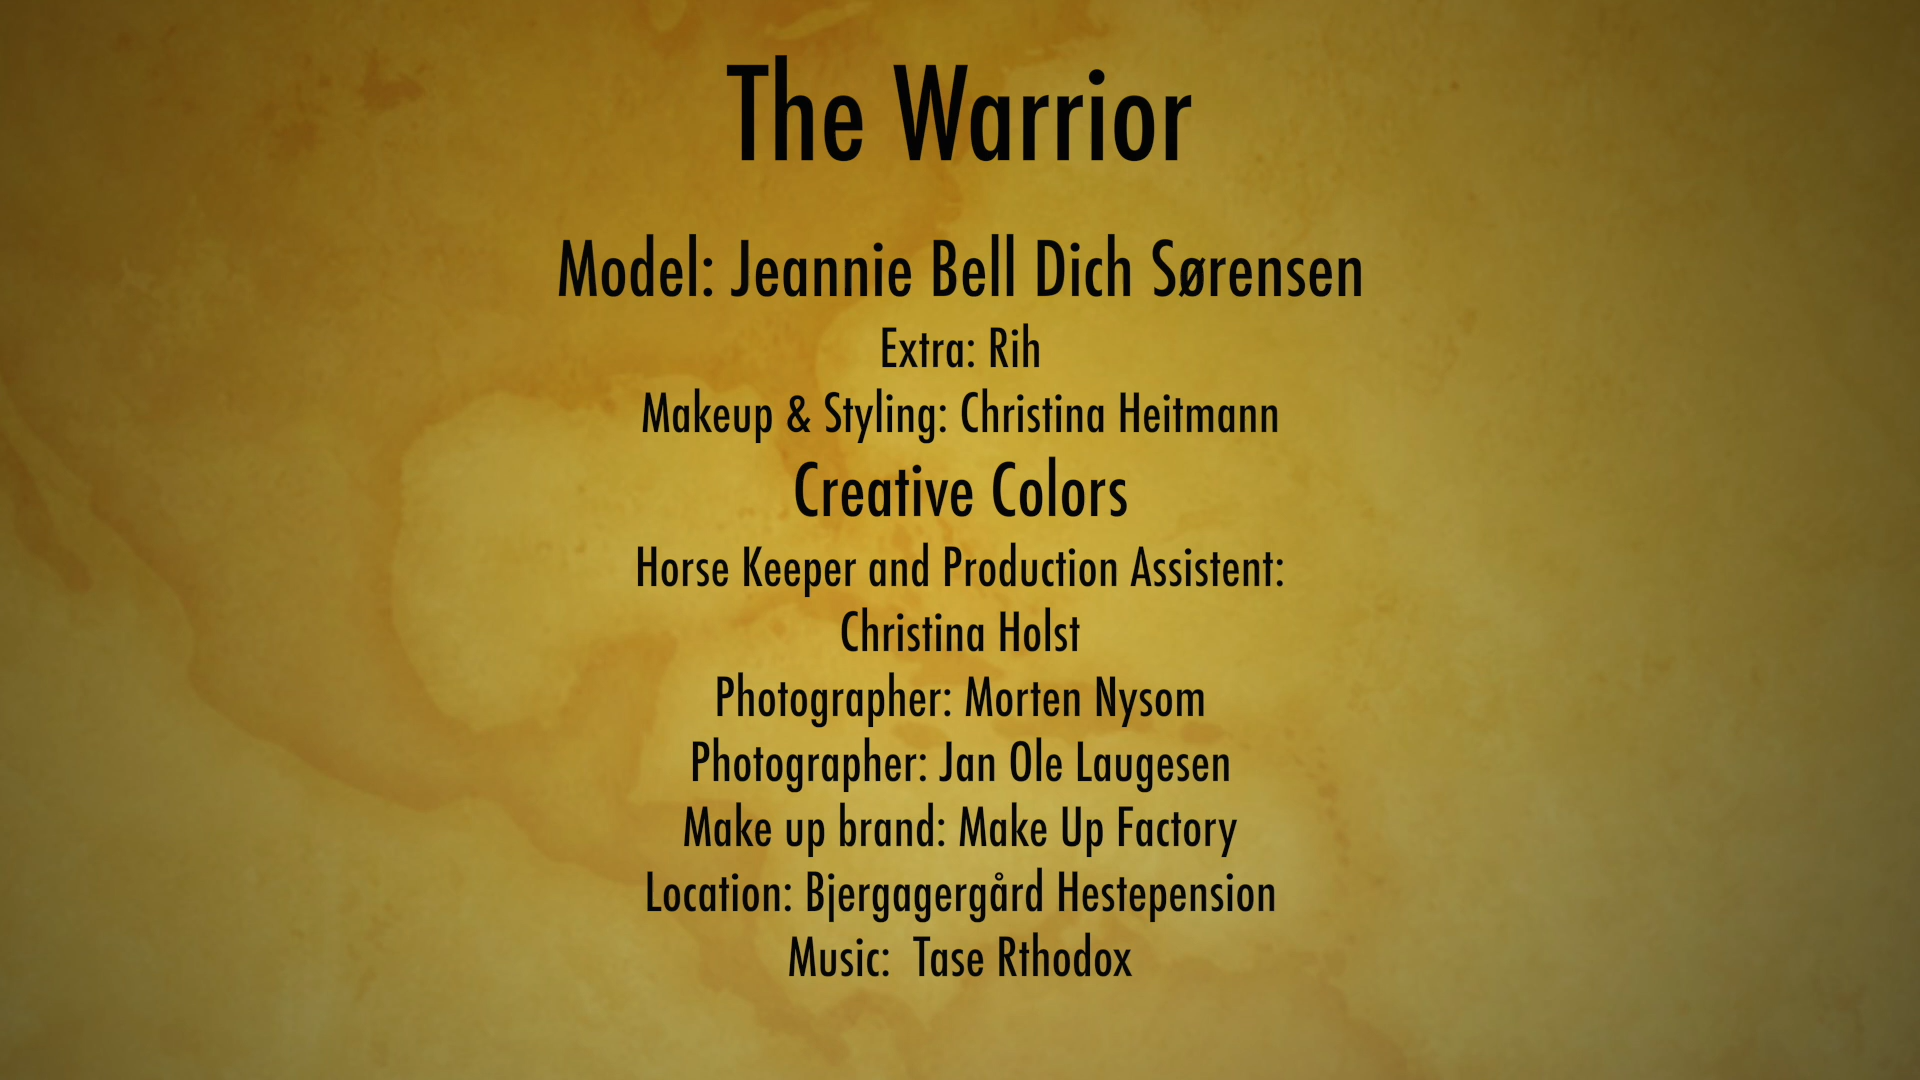 The Warrior
Model: Jeannie Bell Dich Sørensen
Extra: Rih
Makeup & Styling: Christina Heitmann
Creative Colors
Horse Keeper and Production Assistent:
Christina Holst
Photographer: Morten Nysom
Photographer: Jan Ole Laugesen
Make up brand: Make Up Factory
Location: Bjergagergård Hestepension
Music:  Tase Rthodox